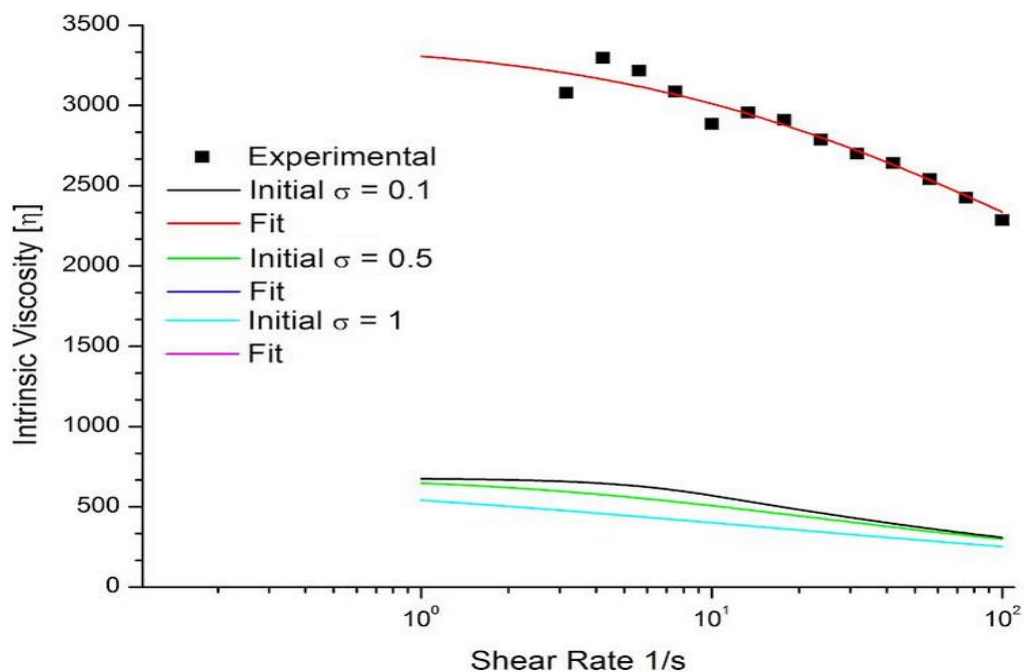 3500
3000
2500
2000
1500
1000
500
0
Intrinsic Viscosity [η]
Experimental
Initial σ = 0.1
Fit
Initial σ = 0.5
Fit
Initial σ = 1
Fit
10⁰
10¹
10²
Shear Rate 1/s